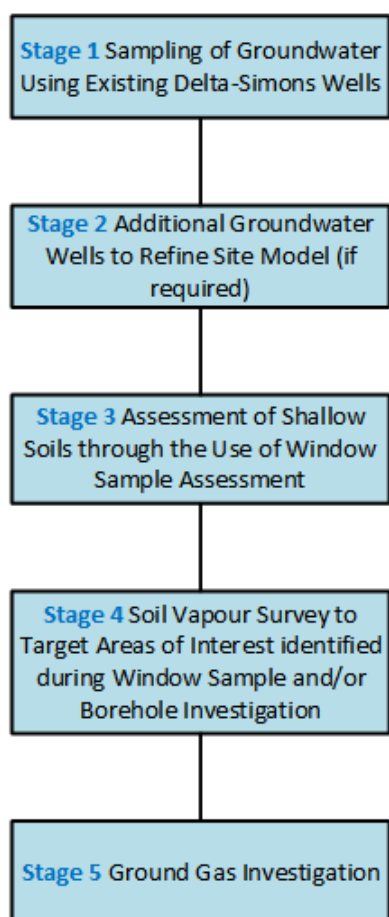 Stage 1 Sampling of Groundwater
Using Existing Delta-Simons Wells
Stage 2 Additional Groundwater
Wells to Refine Site Model (if
required)
Stage 3 Assessment of Shallow
Soils through the Use of Window
Sample Assessment
Stage 4 Soil Vapour Survey to
Target Areas of Interest identified
during Window Sample and/or
Borehole Investigation
Stage 5 Ground Gas Investigation